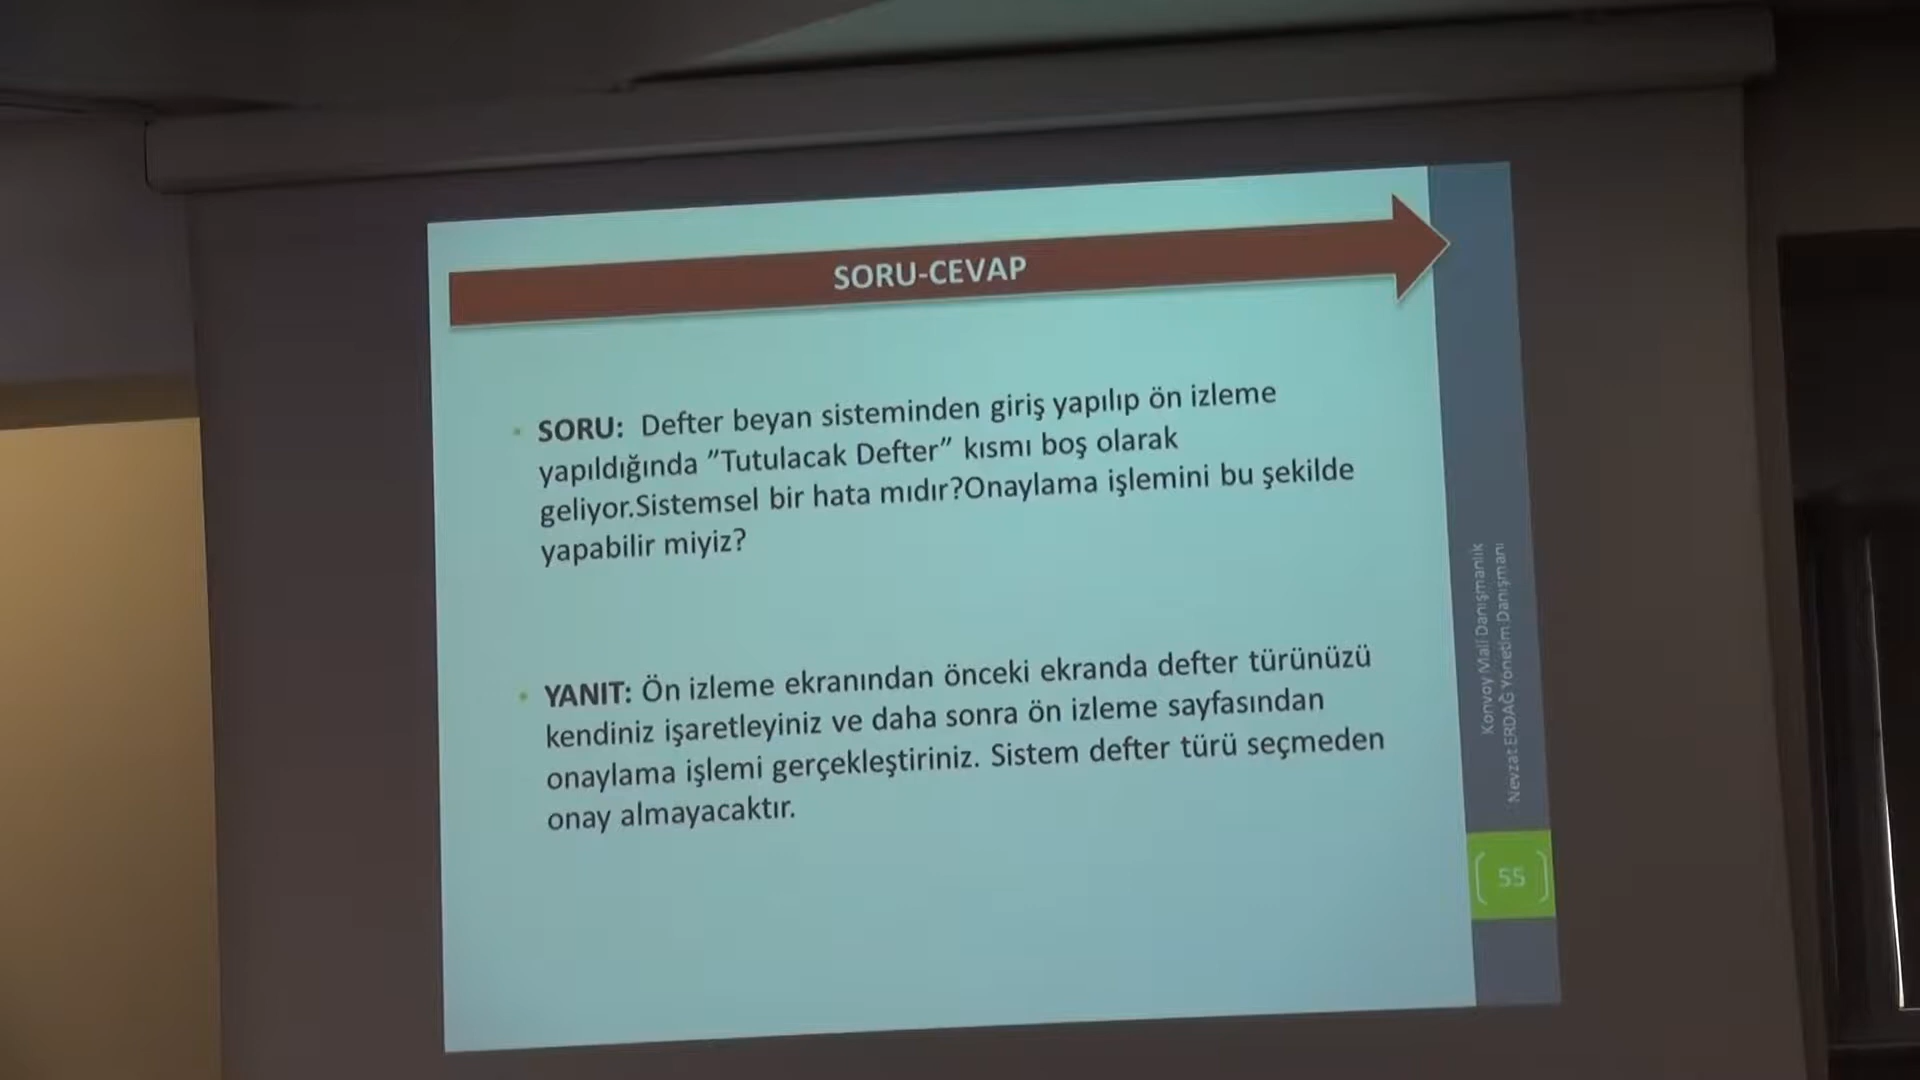 SORU-CEVAP
SORU: Defter beyan sisteminden giriş yapılıp ön izleme
yapıldığında "Tutulacak Defter" kısmı boş olarak
geliyor.Sistemsel bir hata mıdır?Onaylama işlemini bu şekilde
yapabilir miyiz?
YANIT: Ön izleme ekranından önceki ekranda defter türünüzü
kendiniz işaretleyiniz ve daha sonra ön izleme sayfasından
onaylama işlemi gerçekleştiriniz. Sistem defter türü seçmeden
onay almayacaktır.
Konvoy Mali Danışmanlık
Nevzat ERDAĞ Yönetim Danışmanı
55